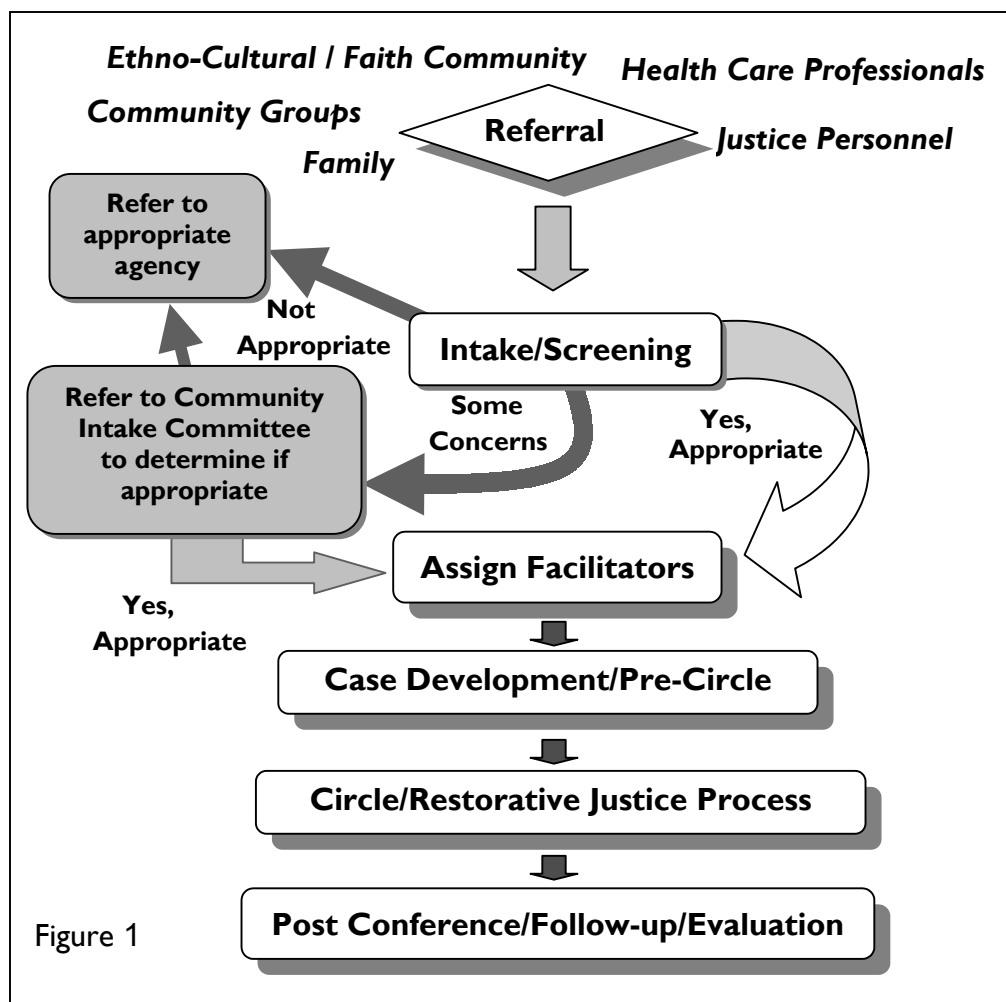 Ethno-Cultural / Faith Community
Health Care Professionals
Community Groups
Referral
Justice Personnel
Family
Refer to
appropriate
agency
Not
Appropriate
Intake/Screening
Refer to Community
Intake Committee
to determine if
appropriate
Some
Concerns
Yes,
Appropriate
Assign Facilitators
Yes,
Appropriate
Case Development/Pre-Circle
Circle/Restorative Justice Process
Post Conference/Follow-up/Evaluation
Figure 1